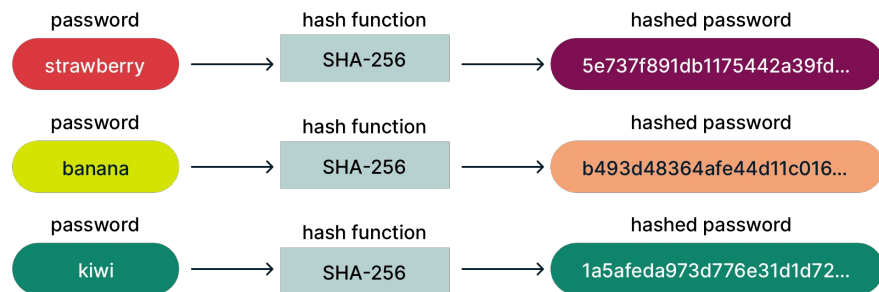 password hash function hashed password
strawberry SHA-256 5e737f891db1175442a39fd...
password hash function hashed password
banana SHA-256 b493d48364afe44d11c016...
password hash function hashed password
kiwi SHA-256 1a5afeda973d776e31d1d72...